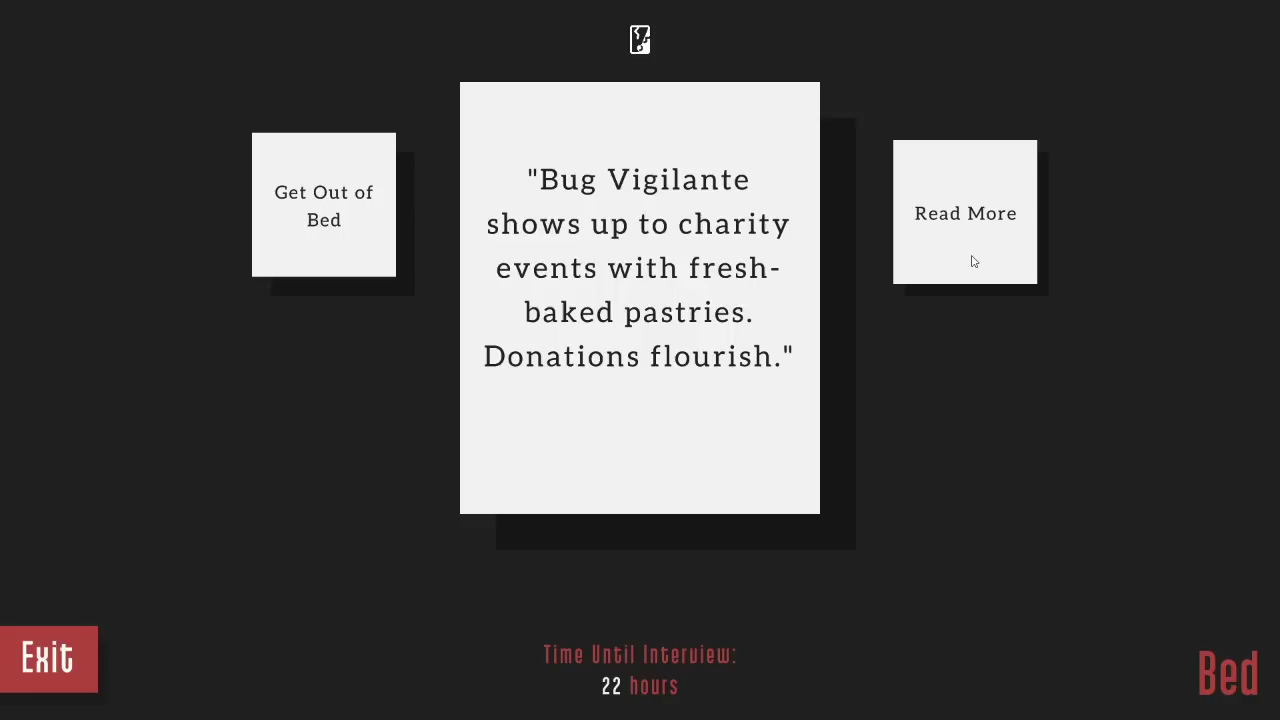 Get Out of
Bed
"Bug Vigilante
shows up to charity
events with fresh-
baked pastries.
Donations flourish."
Read More
Exit
Time Until Interview:
22 hours
Bed